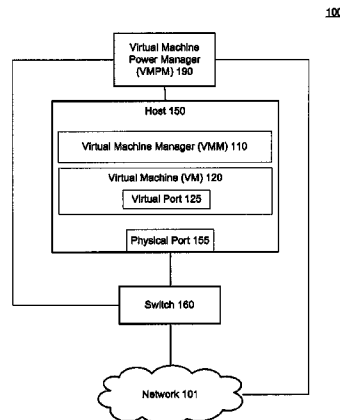 100
Virtual Machine
Power Manager
(VMPM) 190
Host 150
Virtual Machine Manager (VMM) 110
Virtual Machine (VM) 120
Virtual Port 125
Physical Port 155
Switch 160
Network 101